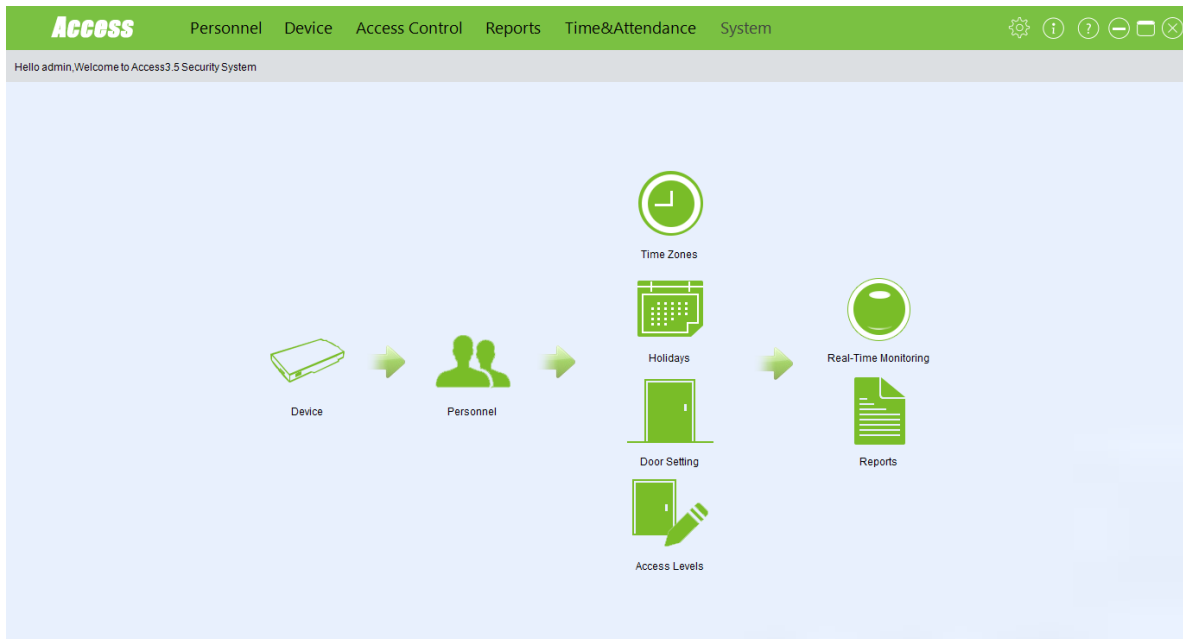 Access Personnel Device Access Control Reports Time&Attendance System
Hello admin,Welcome to Access3.5 Security System
Time Zones
Holidays
Real-Time Monitoring
Device
Personnel
Door Setting
Reports
Access Levels